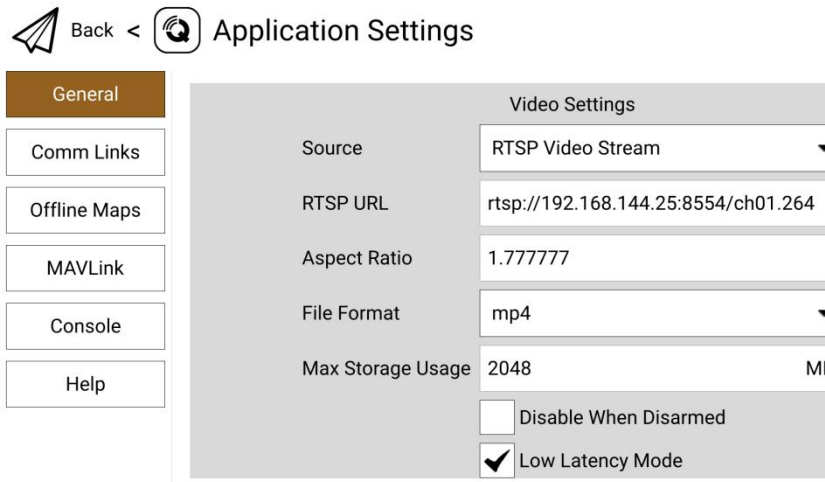 Back < Application Settings
General
Comm Links
Offline Maps
MAVLink
Console
Help
Video Settings
Source RTSP Video Stream
RTSP URL rtsp://192.168.144.25:8554/ch01.264
Aspect Ratio 1.777777
File Format mp4
Max Storage Usage 2048
Disable When Disarmed
Low Latency Mode